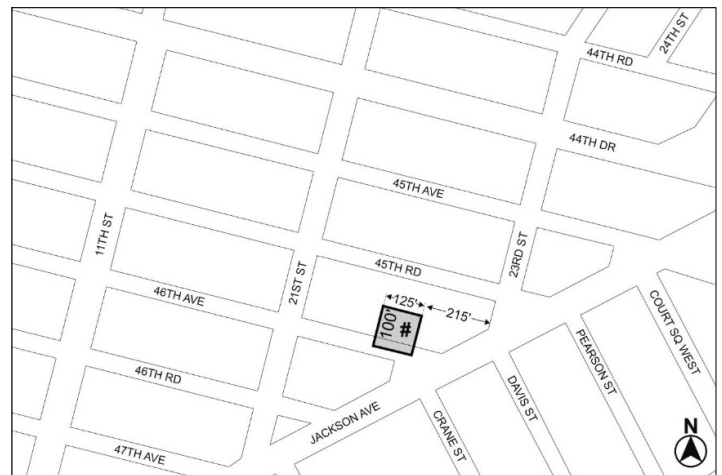 24TH ST
44TH RD
44TH DR
45TH AVE
11TH ST
23RD ST
21ST ST
45TH RD
46TH AVE
125'
215'
100'
#
COURT SQ WEST
PEARSON ST
46TH RD
DAVIS ST
JACKSON AVE
CRANE ST
47TH AVE
N